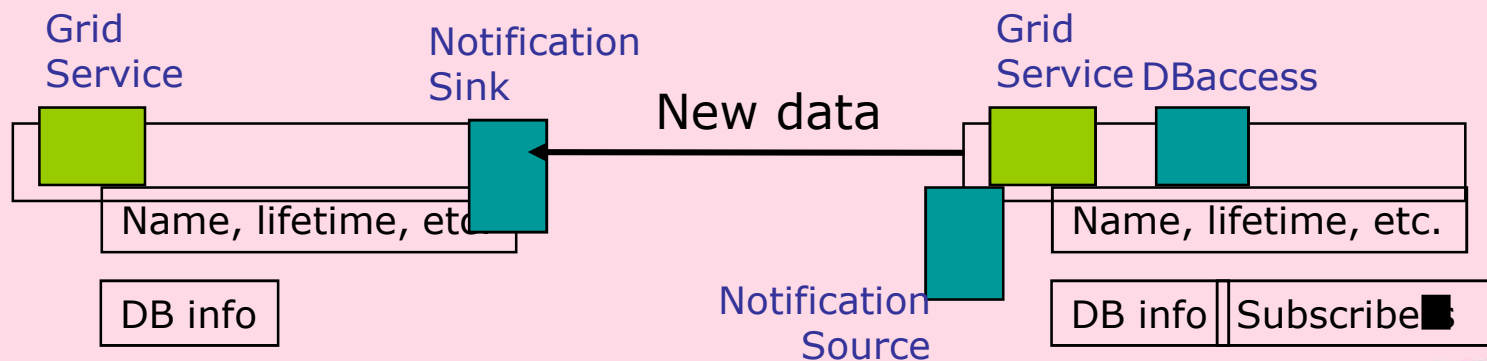 Grid
Service
Notification
Sink
New data
Grid
Service
DBaccess
Name, lifetime, etc.
Name, lifetime, etc.
Notification
Source
DB info
DB info
Subscribers